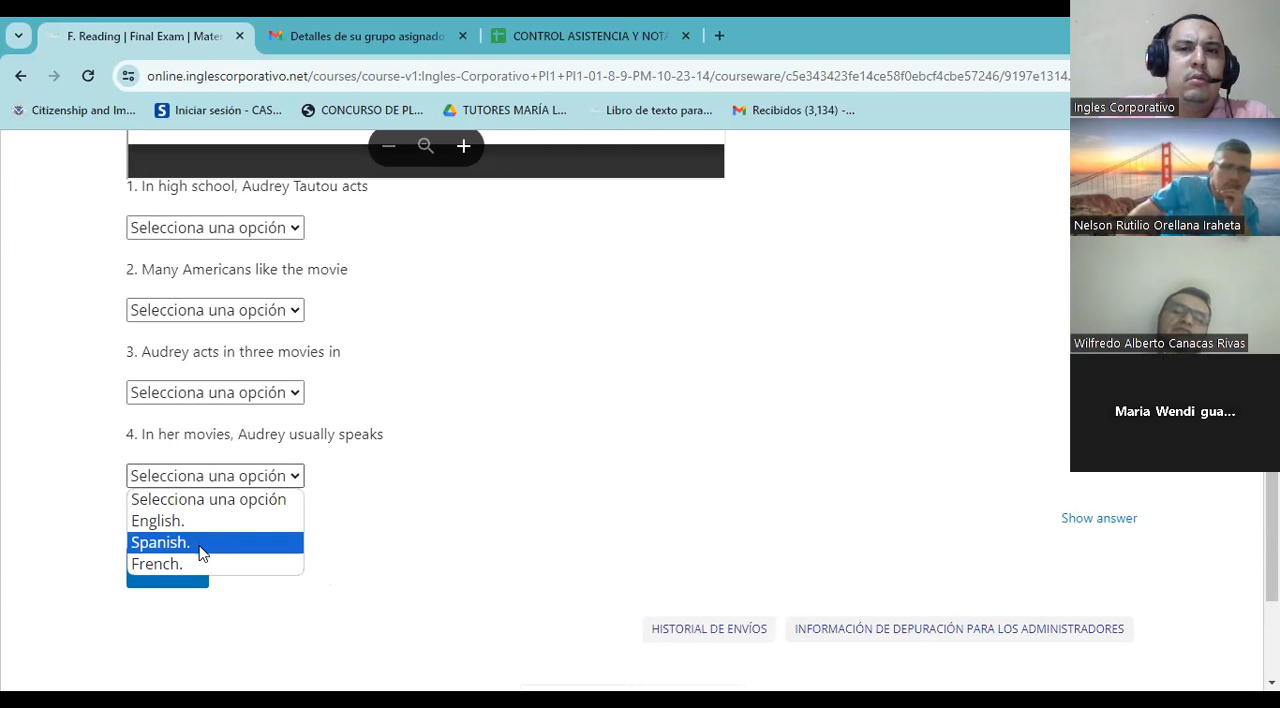 F. Reading | Final Exam | Mater
Detalles de su grupo asignado
CONTROL ASISTENCIA Y NOTA
online.inglescorporativo.net/courses/course-v1:Ingles-Corporativo+PI1+PI1-01-8-9-PM-10-23-14/courseware/c5e343423fe14ce58f0ebcf4cbe57246/9197e1314
Citizenship and Im...
Iniciar sesión - CAS...
CONCURSO DE PL...
TUTORES MARÍA L...
Libro de texto para...
Recibidos (3,134) -...
1. In high school, Audrey Tautou acts
Selecciona una opción
2. Many Americans like the movie
Selecciona una opción
3. Audrey acts in three movies in
Selecciona una opción
4. In her movies, Audrey usually speaks
Selecciona una opción
Selecciona una opción
English.
Spanish.
French.
Show answer
HISTORIAL DE ENVÍOS
INFORMACIÓN DE DEPURACIÓN PARA LOS ADMINISTRADORES
Ingles Corporativo
Nelson Rutilio Orellana Iraheta
Wilfredo Alberto Canacas Rivas
Maria Wendi gua...